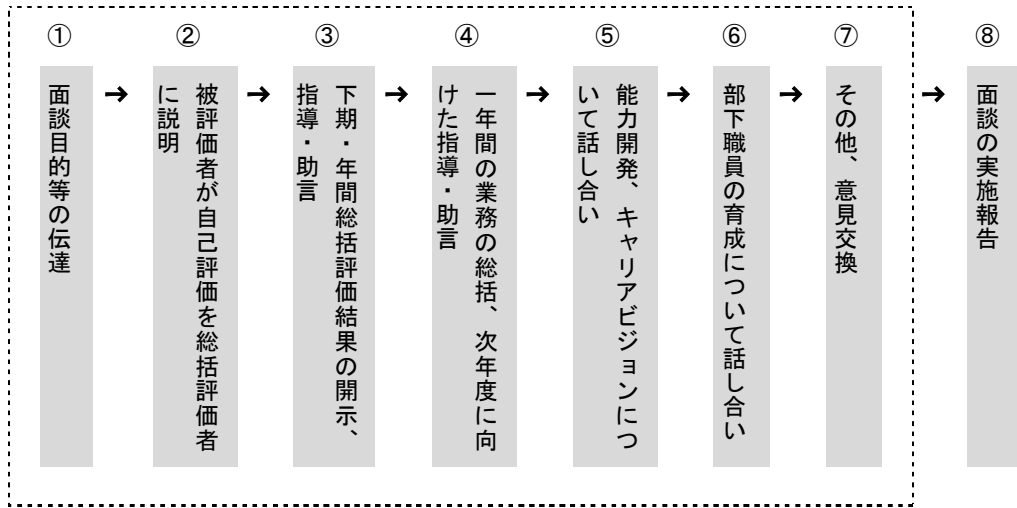 ①
面談目的等の伝達
➔
②
被評価者が自己評価を総括評価者
に説明
➔
③
下期・年間総括評価結果の開示、
指導・助言
➔
④
一年間の業務の総括、次年度に向
けた指導・助言
➔
⑤
能力開発、キャリアビジョンにつ
いて話し合い
➔
⑥
部下職員の育成について話し合い
➔
⑦
その他、意見交換
➔
⑧
面談の実施報告